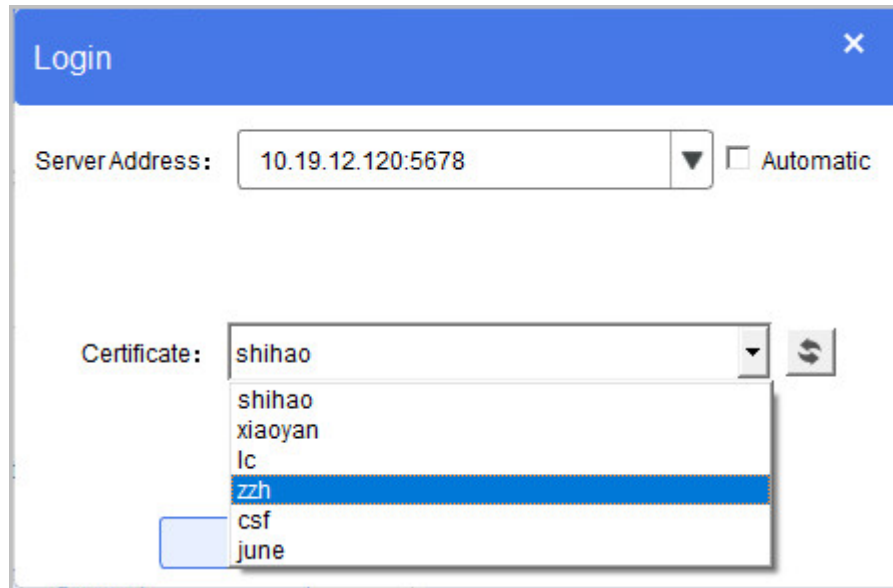 Login
Server Address: 10.19.12.120:5678 Automatic
Certificate: shihao
shihao
xiaoyan
lc
zzh
csf
june